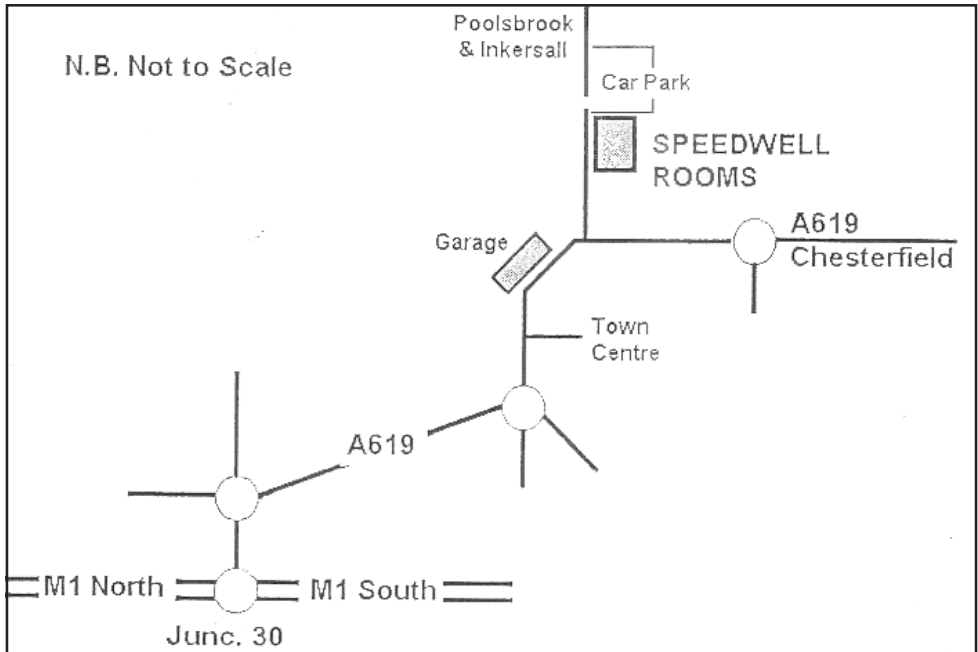 Poolsbrook
& Inkersall
N.B. Not to Scale
Car Park
SPEEDWELL
ROOMS
A619
Chesterfield
Garage
Town
Centre
A619
M1 North
M1 South
Junc. 30